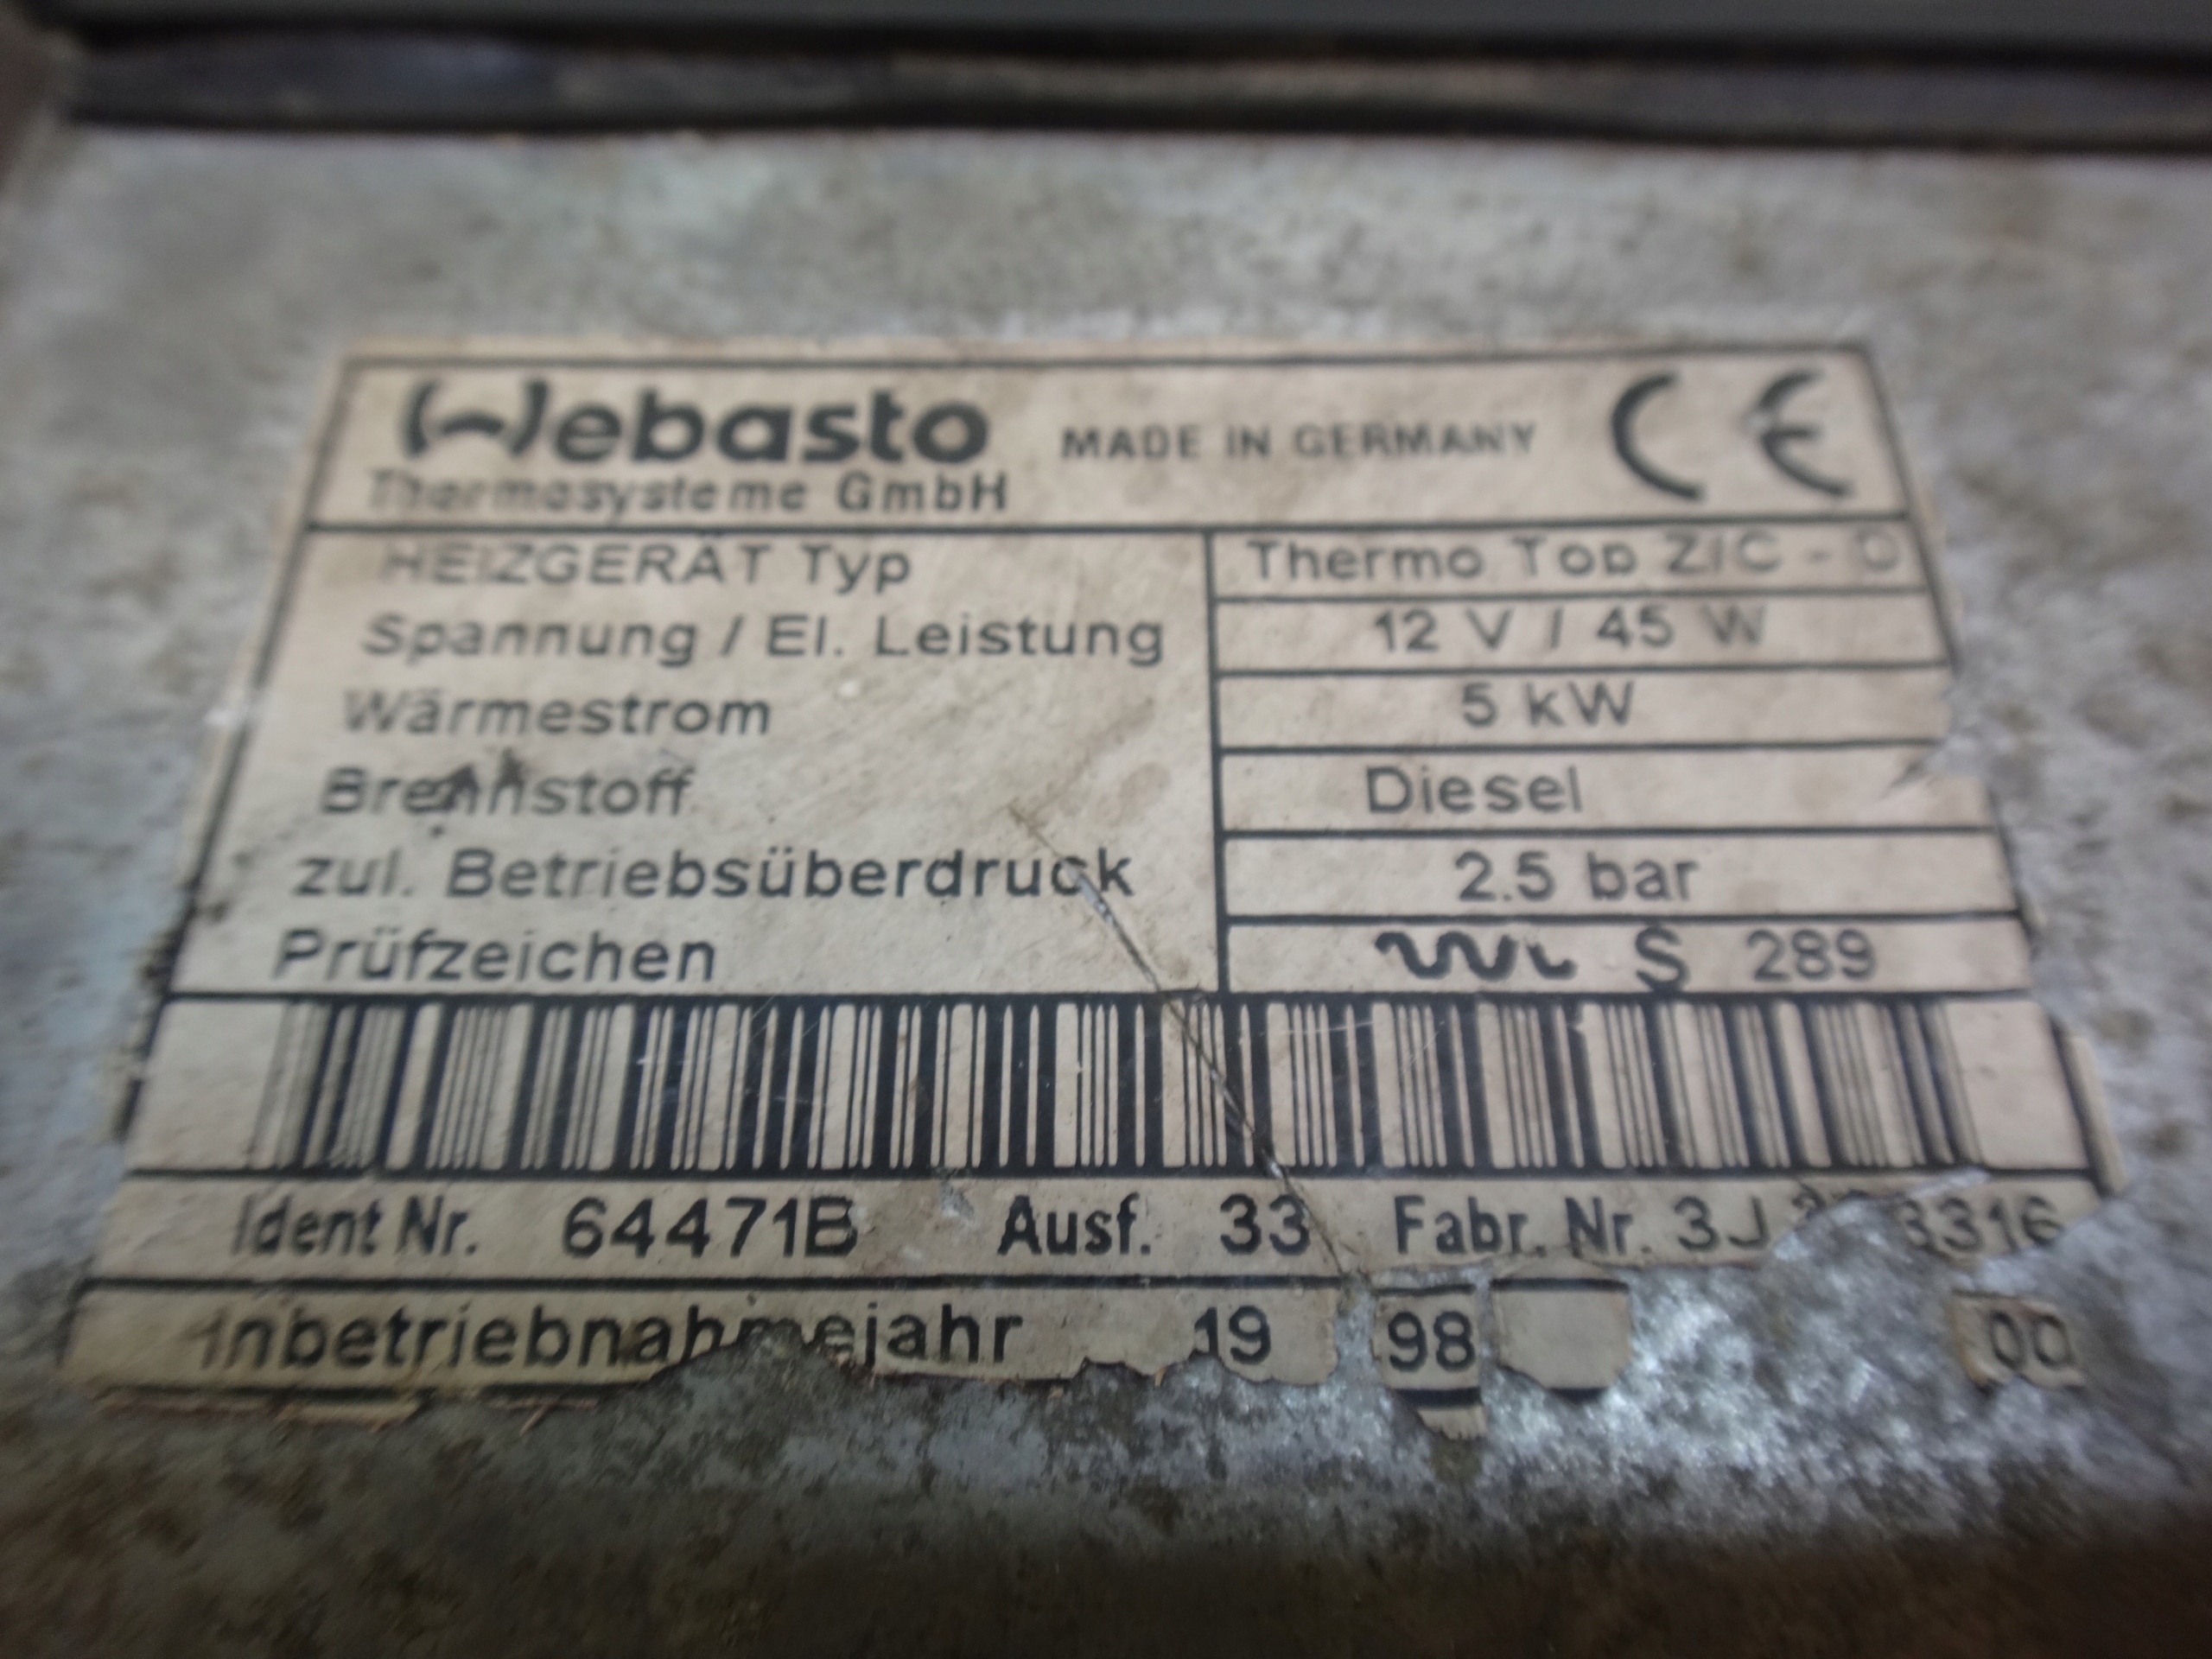 Webasto MADE IN GERMANY CE
Thermosysteme GmbH
HEIZGERÄT Typ Thermo Top Z/C - D
Spannung / El. Leistung 12 V / 45 W
Wärmestrom 5 kW
Brennstoff Diesel
zul. Betriebsüberdruck 2.5 bar
Prüfzeichen S 289
Ident Nr. 64471B Ausf. 33 Fabr. Nr.
Inbetriebnahmejahr 19 98 00